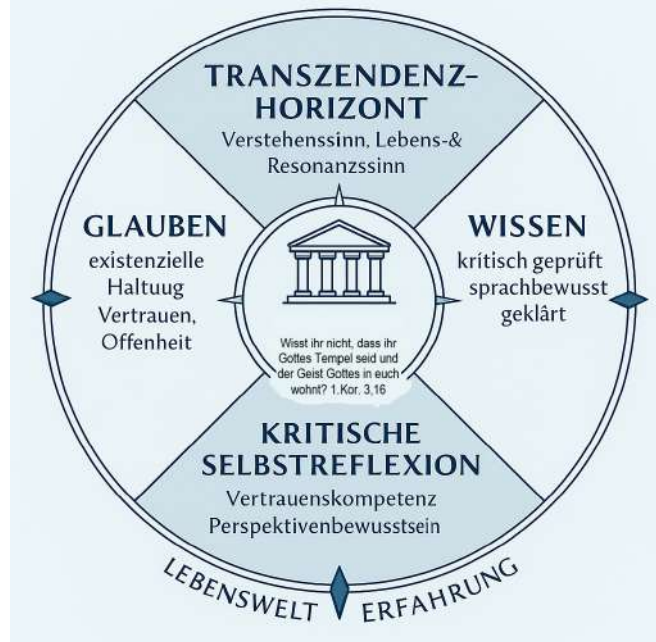 TRANSZENDENZ-
HORIZONT
Verstehenssinn, Lebens-&
Resonanzssinn
GLAUBEN
existenzielle
Haltuug
Vertrauen,
Offenheit
WISSEN
kritisch geprüft
sprachbewusst
geklârt
Wisst ihr nicht, dass ihr
Gottes Tempel seid und
der Geist Gottes in euch
wohnt? 1.Kor. 3,16
KRITISCHE
SELBSTREFLEXION
Vertrauenskompetenz
Perspektivenbewusstsein
LEBENSWELT ERFAHRUNG